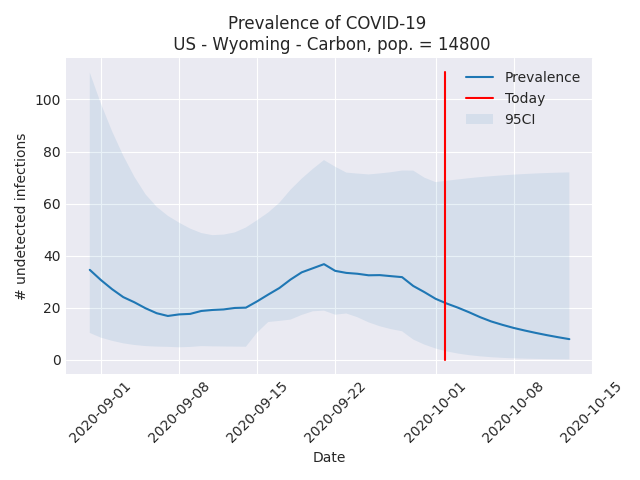 Prevalence of COVID-19
US - Wyoming - Carbon, pop. = 14800
Prevalence
Today
95CI
# undetected infections
100
80
60
40
20
0
2020-09-01
2020-09-08
2020-09-15
2020-09-22
2020-10-01
2020-10-08
2020-10-15
Date